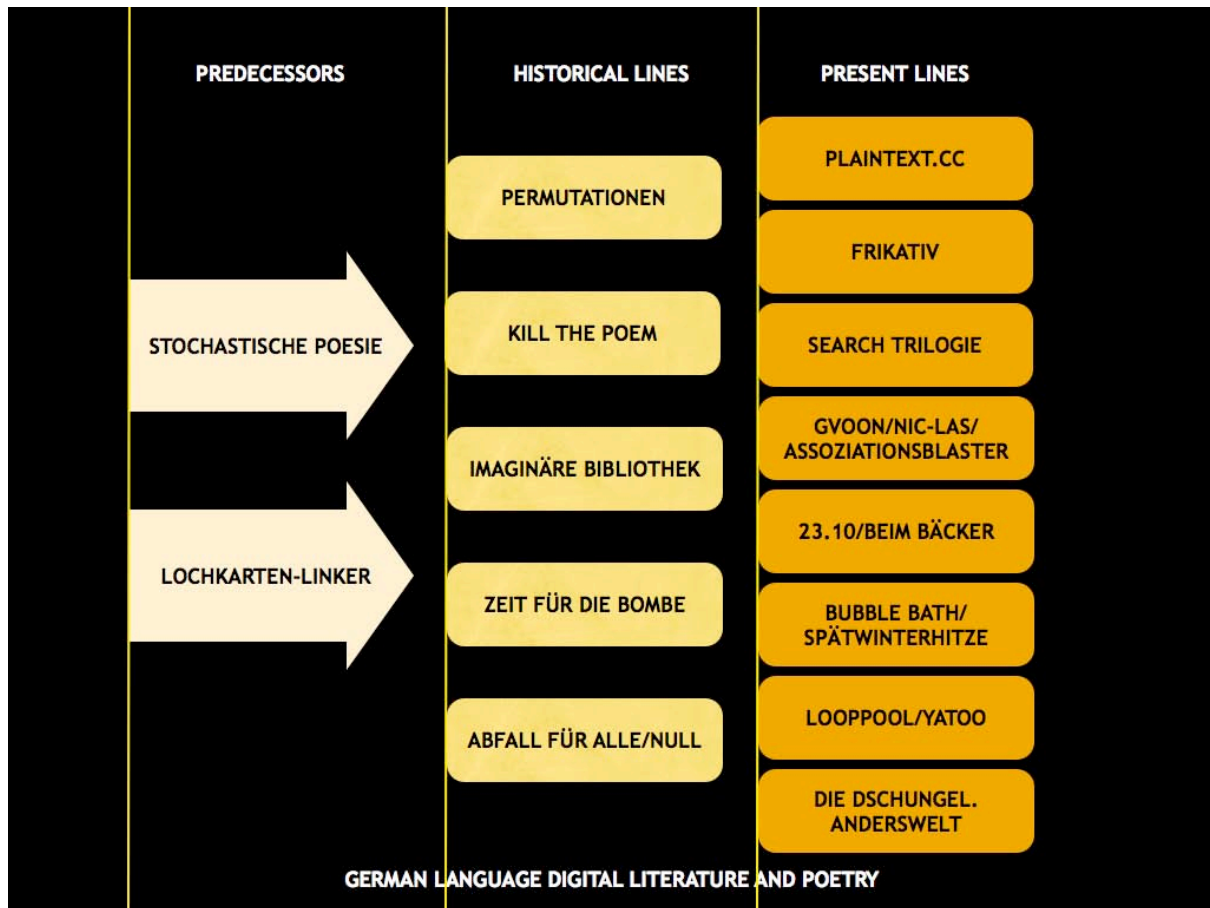 PREDECESSORS
HISTORICAL LINES
PRESENT LINES
STOCHASTISCHE POESIE
LOCHKARTEN-LINKER
PERMUTATIONEN
KILL THE POEM
IMAGINÄRE BIBLIOTHEK
ZEIT FÜR DIE BOMBE
ABFALL FÜR ALLE/NULL
PLAINTEXT.CC
FRIKATIV
SEARCH TRILOGIE
GVOON/NIC-LAS/
ASSOZIATIONSBLASTER
23.10/BEIM BÄCKER
BUBBLE BATH/
SPÄTWINTERHITZE
LOOPPOOL/YATOO
DIE DSCHUNGEL.
ANDERSWELT
GERMAN LANGUAGE DIGITAL LITERATURE AND POETRY